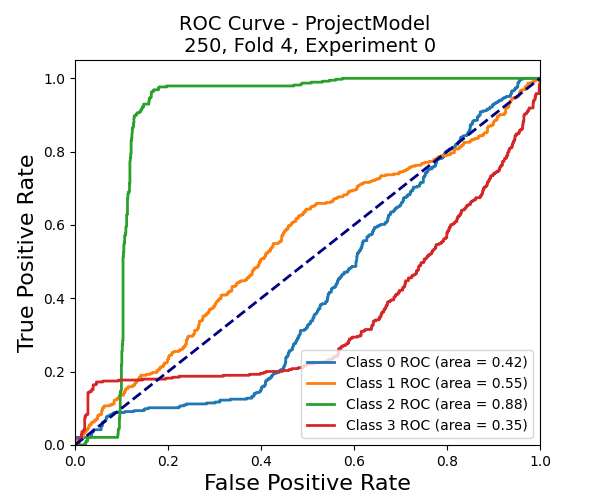 ROC Curve - ProjectModel
250, Fold 4, Experiment 0
True Positive Rate
1.0
0.8
0.6
0.4
0.2
0.0
Class 0 ROC (area = 0.42)
Class 1 ROC (area = 0.55)
Class 2 ROC (area = 0.88)
Class 3 ROC (area = 0.35)
0.0 0.2 0.4 0.6 0.8 1.0
False Positive Rate